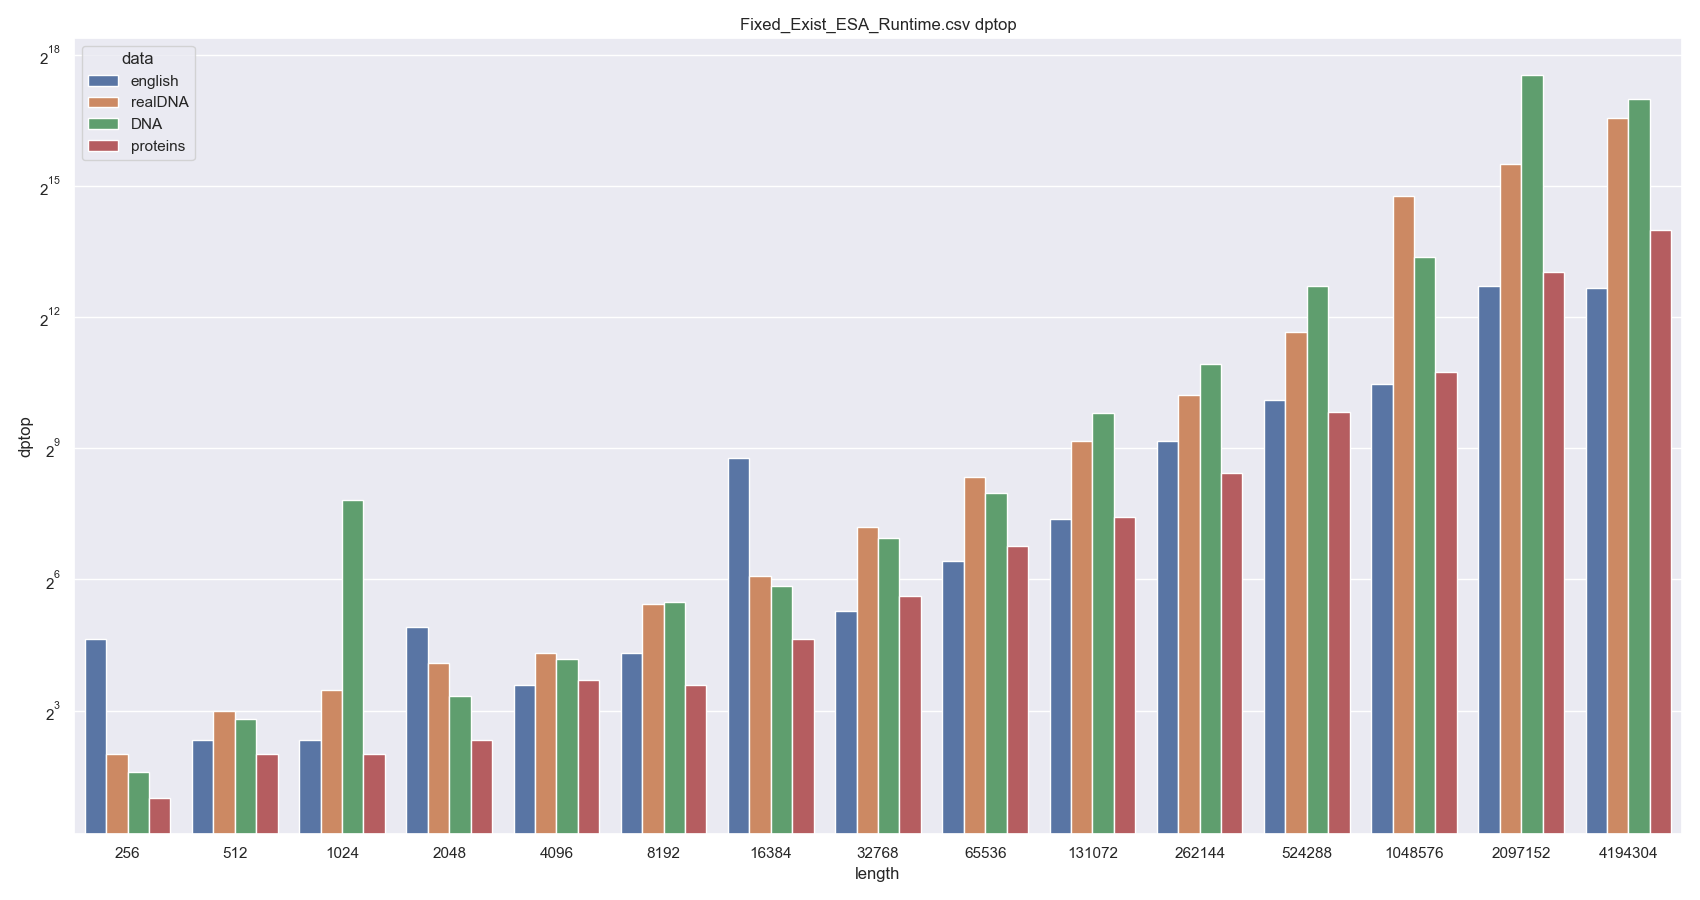 Fixed_Exist_ESA_Runtime.csv dptop
data
english
realDNA
DNA
proteins
2^18
2^15
2^12
2^9
2^6
2^3
dptop
256 512 1024 2048 4096 8192 16384 32768 65536 131072 262144 524288 1048576 2097152 4194304
length